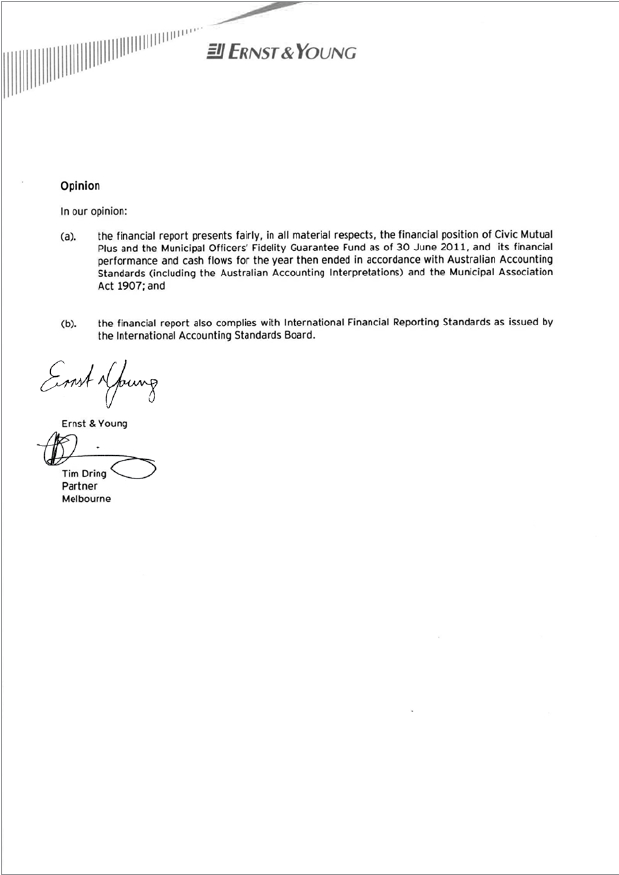 ERNST & YOUNG
Opinion
In our opinion:
(a). the financial report presents fairly, in all material respects, the financial position of Civic Mutual
Plus and the Municipal Officers' Fidelity Guarantee Fund as of 30 June 2011, and its financial
performance and cash flows for the year then ended in accordance with Australian Accounting
Standards (including the Australian Accounting Interpretations) and the Municipal Association
Act 1907; and
(b). the financial report also complies with International Financial Reporting Standards as issued by
the International Accounting Standards Board.
Ernst & Young
Ernst & Young
Tim Dring
Partner
Melbourne